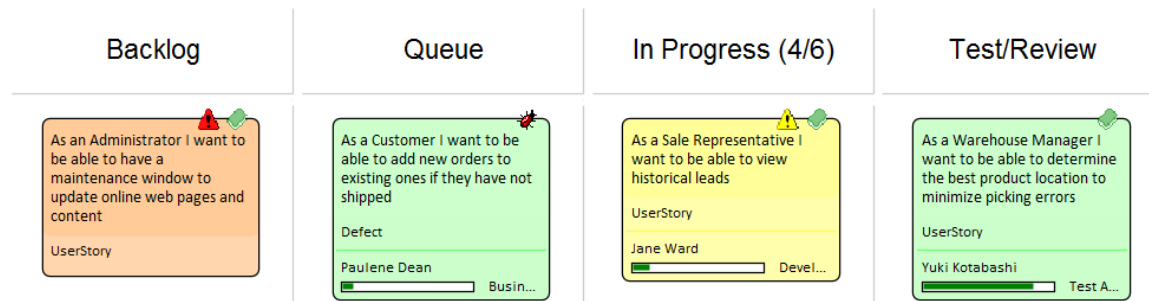 Backlog
Queue
In Progress (4/6)
Test/Review
As an Administrator I want to
be able to have a
maintenance window to
update online web pages and
content
UserStory
As a Customer I want to be
able to add new orders to
existing ones if they have not
shipped
Defect
Paulene Dean
Busin...
As a Sale Representative I
want to be able to view
historical leads
UserStory
Jane Ward
Devel...
As a Warehouse Manager I
want to be able to determine
the best product location to
minimize picking errors
UserStory
Yuki Kotabashi
Test A...